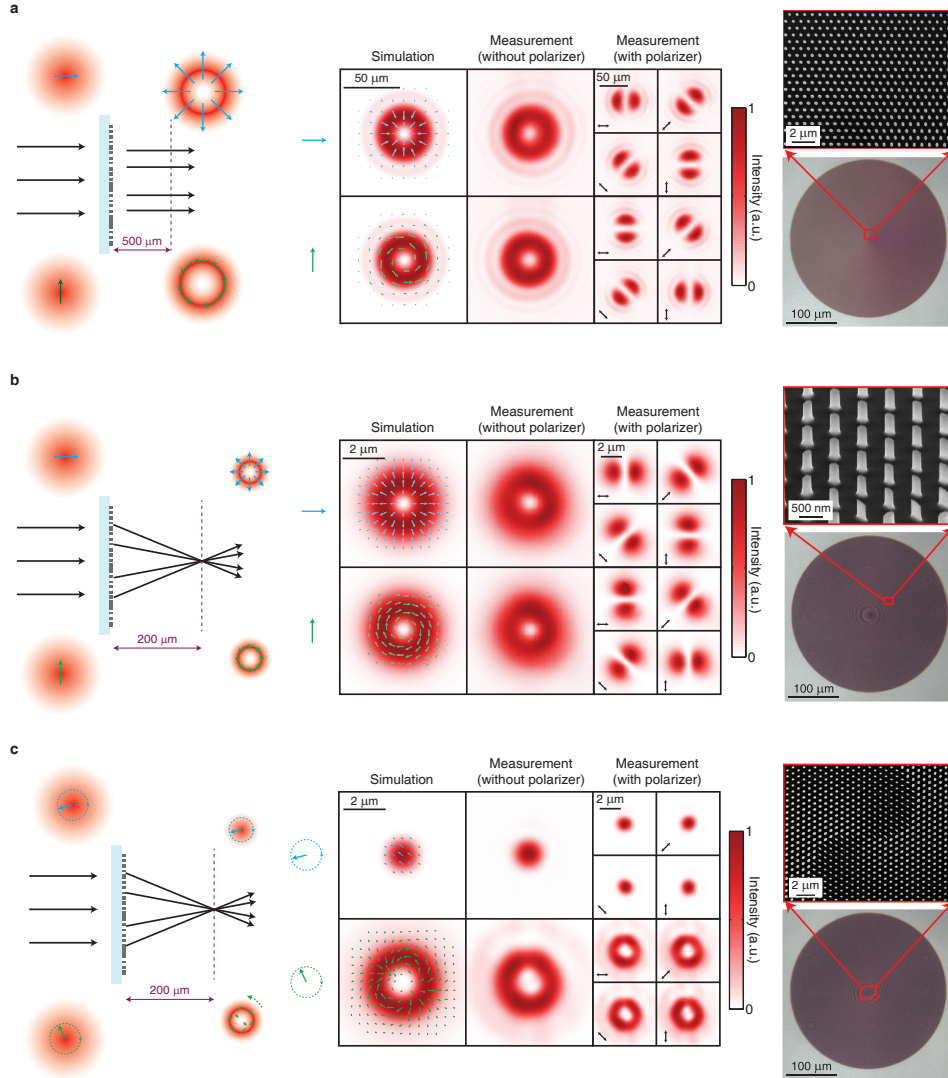 a
Simulation
Measurement
(without polarizer)
Measurement
(with polarizer)
50 μm
50 μm
500 μm
1
Intensity (a.u.)
0
2 μm
100 μm
b
Simulation
Measurement
(without polarizer)
Measurement
(with polarizer)
2 μm
2 μm
200 μm
1
Intensity (a.u.)
0
500 nm
100 μm
c
Simulation
Measurement
(without polarizer)
Measurement
(with polarizer)
2 μm
2 μm
200 μm
1
Intensity (a.u.)
0
2 μm
100 μm